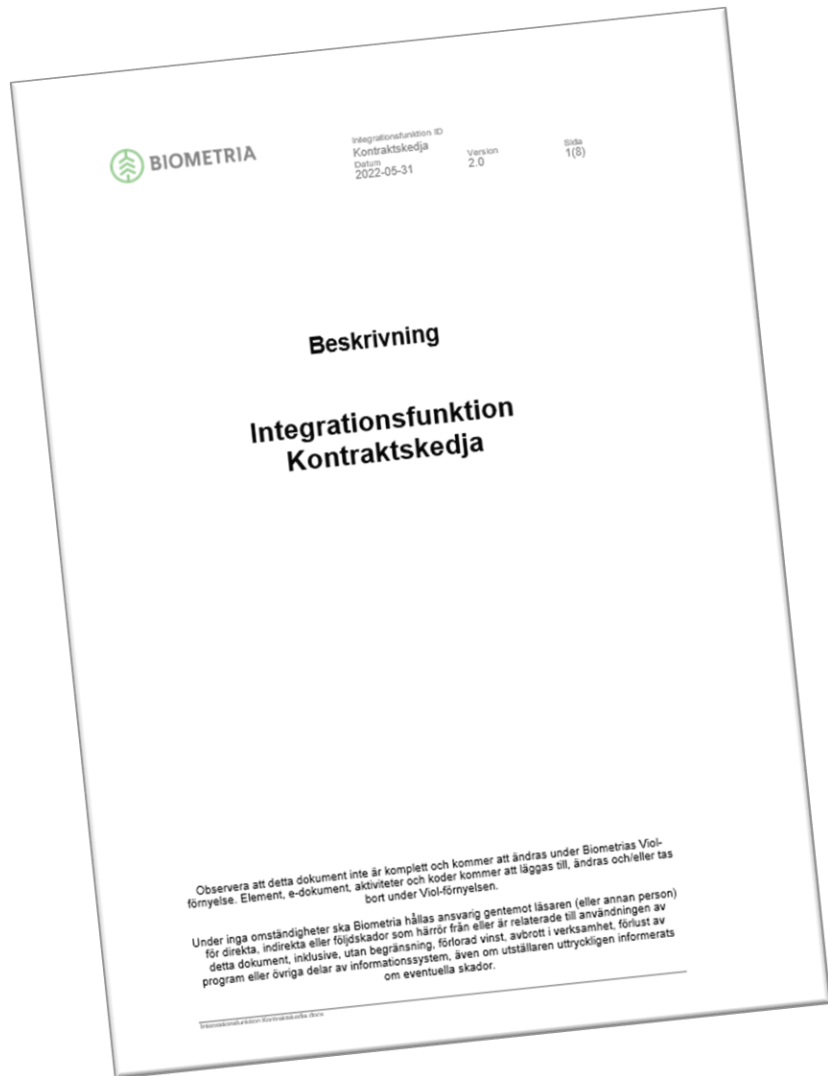 BIOMETRIA
Integrationsfunktion ID
Kontraktskedja
Datum
2022-05-31
Version
2.0
Sida
1(8)
Beskrivning
Integrationsfunktion
Kontraktskedja
Observera att detta dokument inte är komplett och kommer att ändras under Biometrias Viol-
förnyelse. Element, e-dokument, aktiviteter och koder kommer att läggas till, ändras och/eller tas
bort under Viol-förnyelsen.
Under inga omständigheter ska Biometria hållas ansvarig gentemot läsaren (eller annan person)
för direkta, indirekta eller följdskador som härrör från eller är relaterade till användningen av
detta dokument, inklusive, utan begränsning, förlorad vinst, avbrott i verksamhet, förlust av
program eller övriga delar av informationssystem, även om utställaren uttryckligen informerats
om eventuella skador.
Integrationsfunktion Kontraktskedja.docx